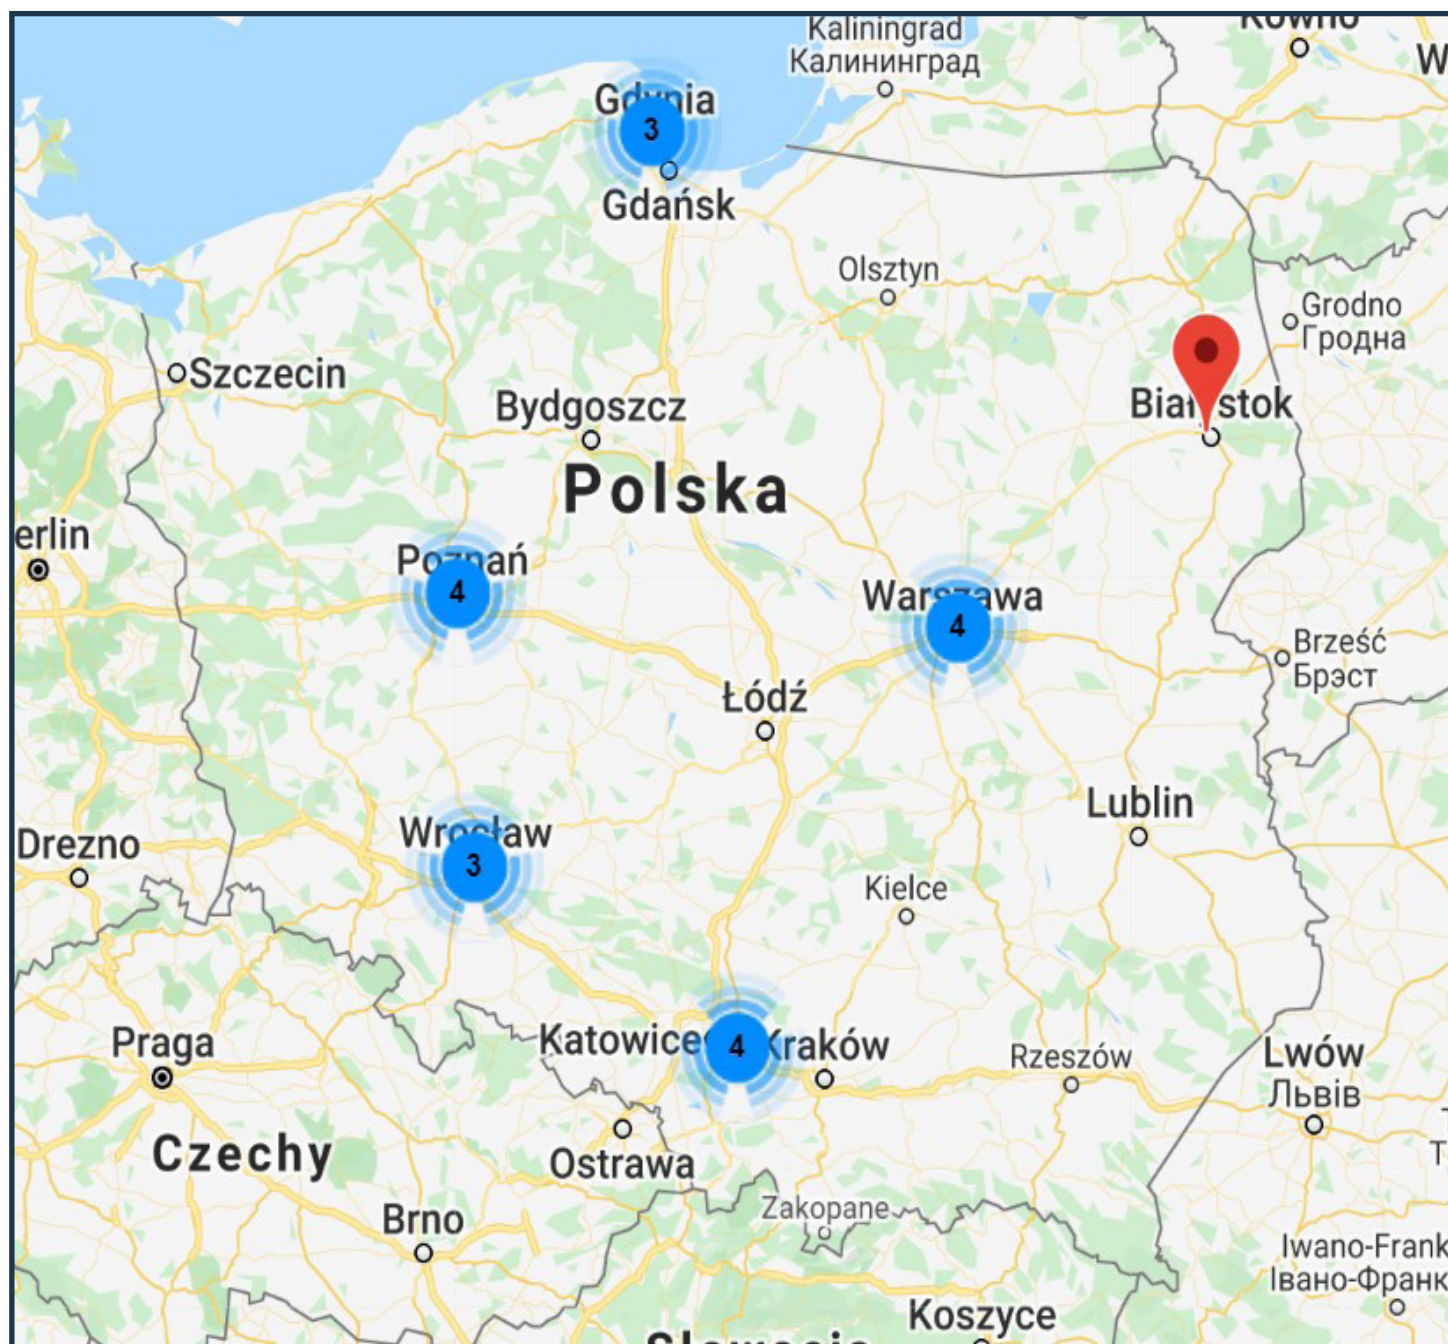 Kowno
Kaliningrad
Калининград
W
Gdynia
3
Gdańsk
Olsztyn
Grodno
Гродна
Szczecin
Białystok
Bydgoszcz
Polska
erlin
Poznań
4
Warszawa
4
Brześć
Брэст
Łódź
Lublin
Wrocław
3
Drezno
Kielce
Katowice
4
Kraków
Praga
Rzeszów
Lwów
Львів
Czechy
Ostrawa
Zakopane
Brno
Iwano-Frank
Івано-Франк
Koszyce
Słowacja